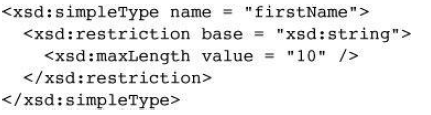 <xsd:simpleType name = "firstName">
  <xsd:restriction base = "xsd:string">
    <xsd:maxLength value = "10" />
  </xsd:restriction>
</xsd:simpleType>